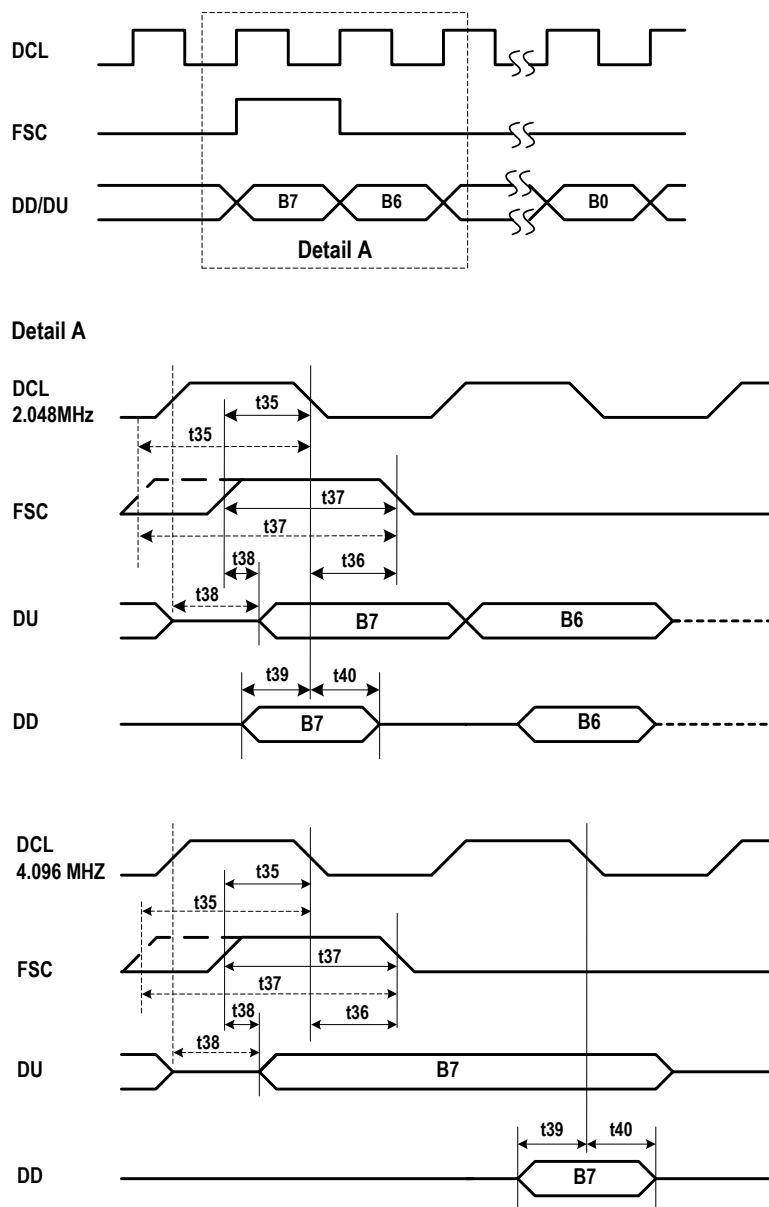 DCL
FSC
DD/DU
B7
B6
B0
Detail A
Detail A
DCL
2.048MHz
t35
t35
FSC
t37
t37
t38
t36
t38
DU
B7
B6
t39
t40
DD
B7
B6
DCL
4.096 MHZ
t35
t35
FSC
t37
t37
t38
t36
t38
DU
B7
t39
t40
DD
B7